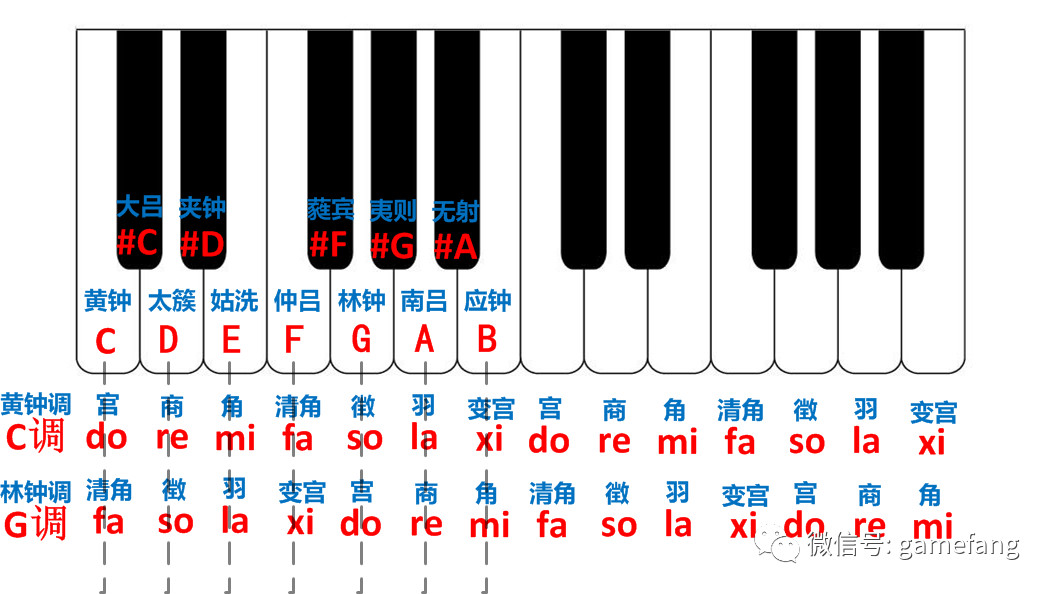 大吕 夹钟 蕤宾 夷则 无射
#C #D #F #G #A
黄钟 太簇 姑洗 仲吕 林钟 南吕 应钟
C D E F G A B
黄钟调 宫 商 角 清角 徵 羽 变宫 宫 商 角 清角 徵 羽 变宫
C调 do re mi fa so la xi do re mi fa so la xi
林钟调 清角 徵 羽 变宫 宫 商 角 清角 徵 羽 变宫 宫 商 角
G调 fa so la xi do re mi fa so la xi do re mi
微信号: gamefang